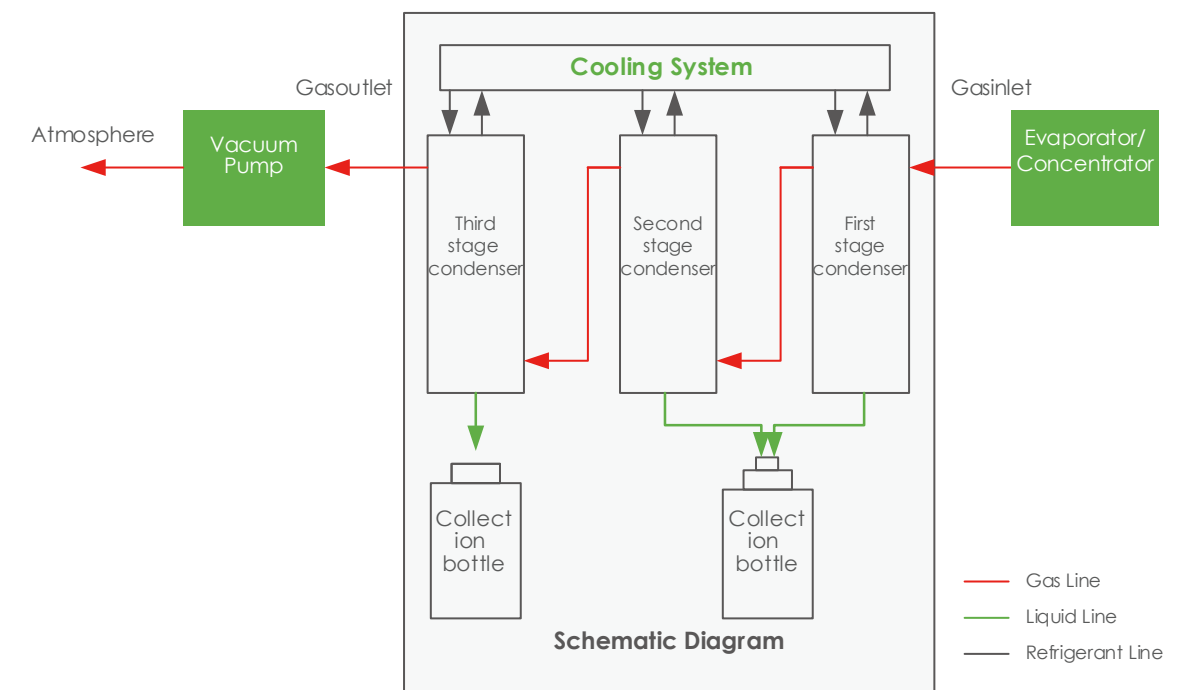 Cooling System
Gasoutlet
Gasinlet
Atmosphere
Vacuum
Pump
Evaporator/
Concentrator
Third
stage
condenser
Second
stage
condenser
First
stage
condenser
Collect
ion
bottle
Collect
ion
bottle
Gas Line
Liquid Line
Refrigerant Line
Schematic Diagram